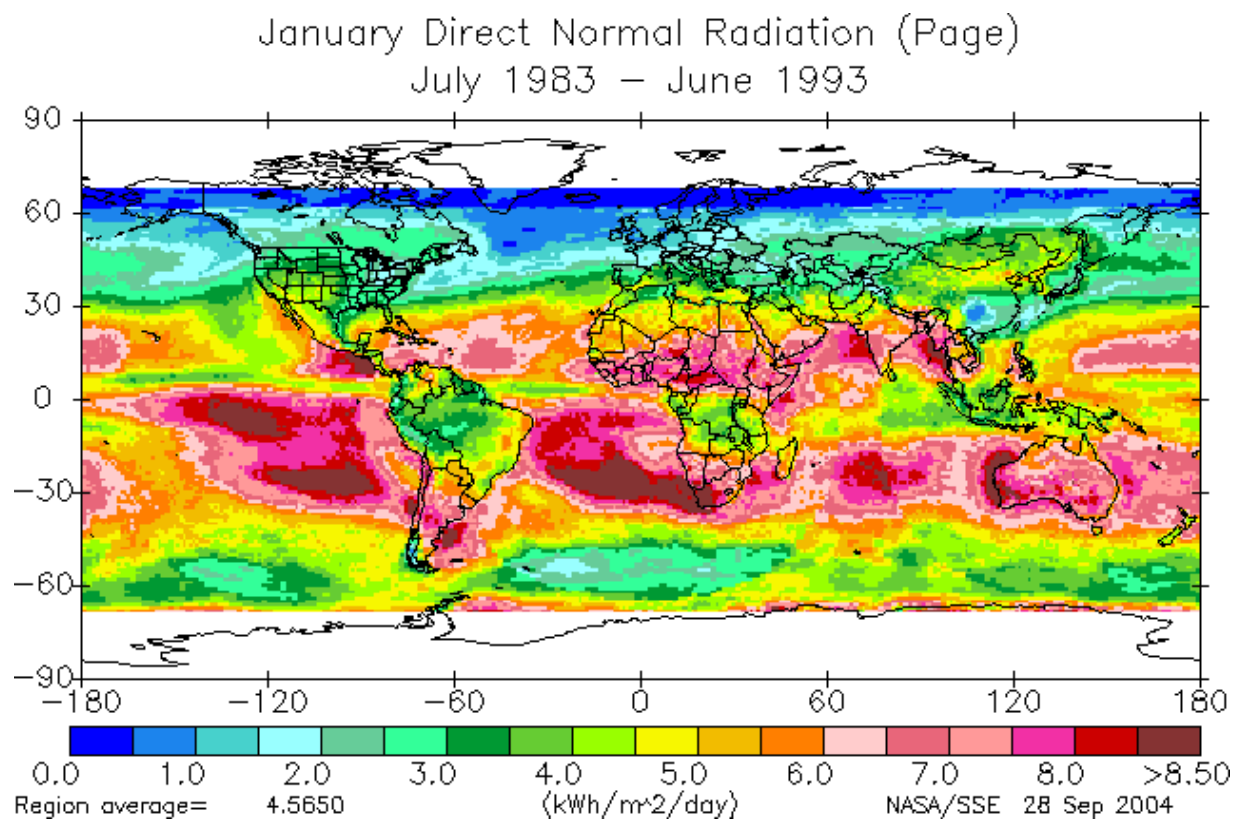 January Direct Normal Radiation (Page)
July 1983 - June 1993
90
60
30
0
-30
-60
-90
-180 -120 -60 0 60 120 180
0.0 1.0 2.0 3.0 4.0 5.0 6.0 7.0 8.0 >8.50
Region average= 4.5650 (kWh/m^2/day) NASA/SSE 28 Sep 2004